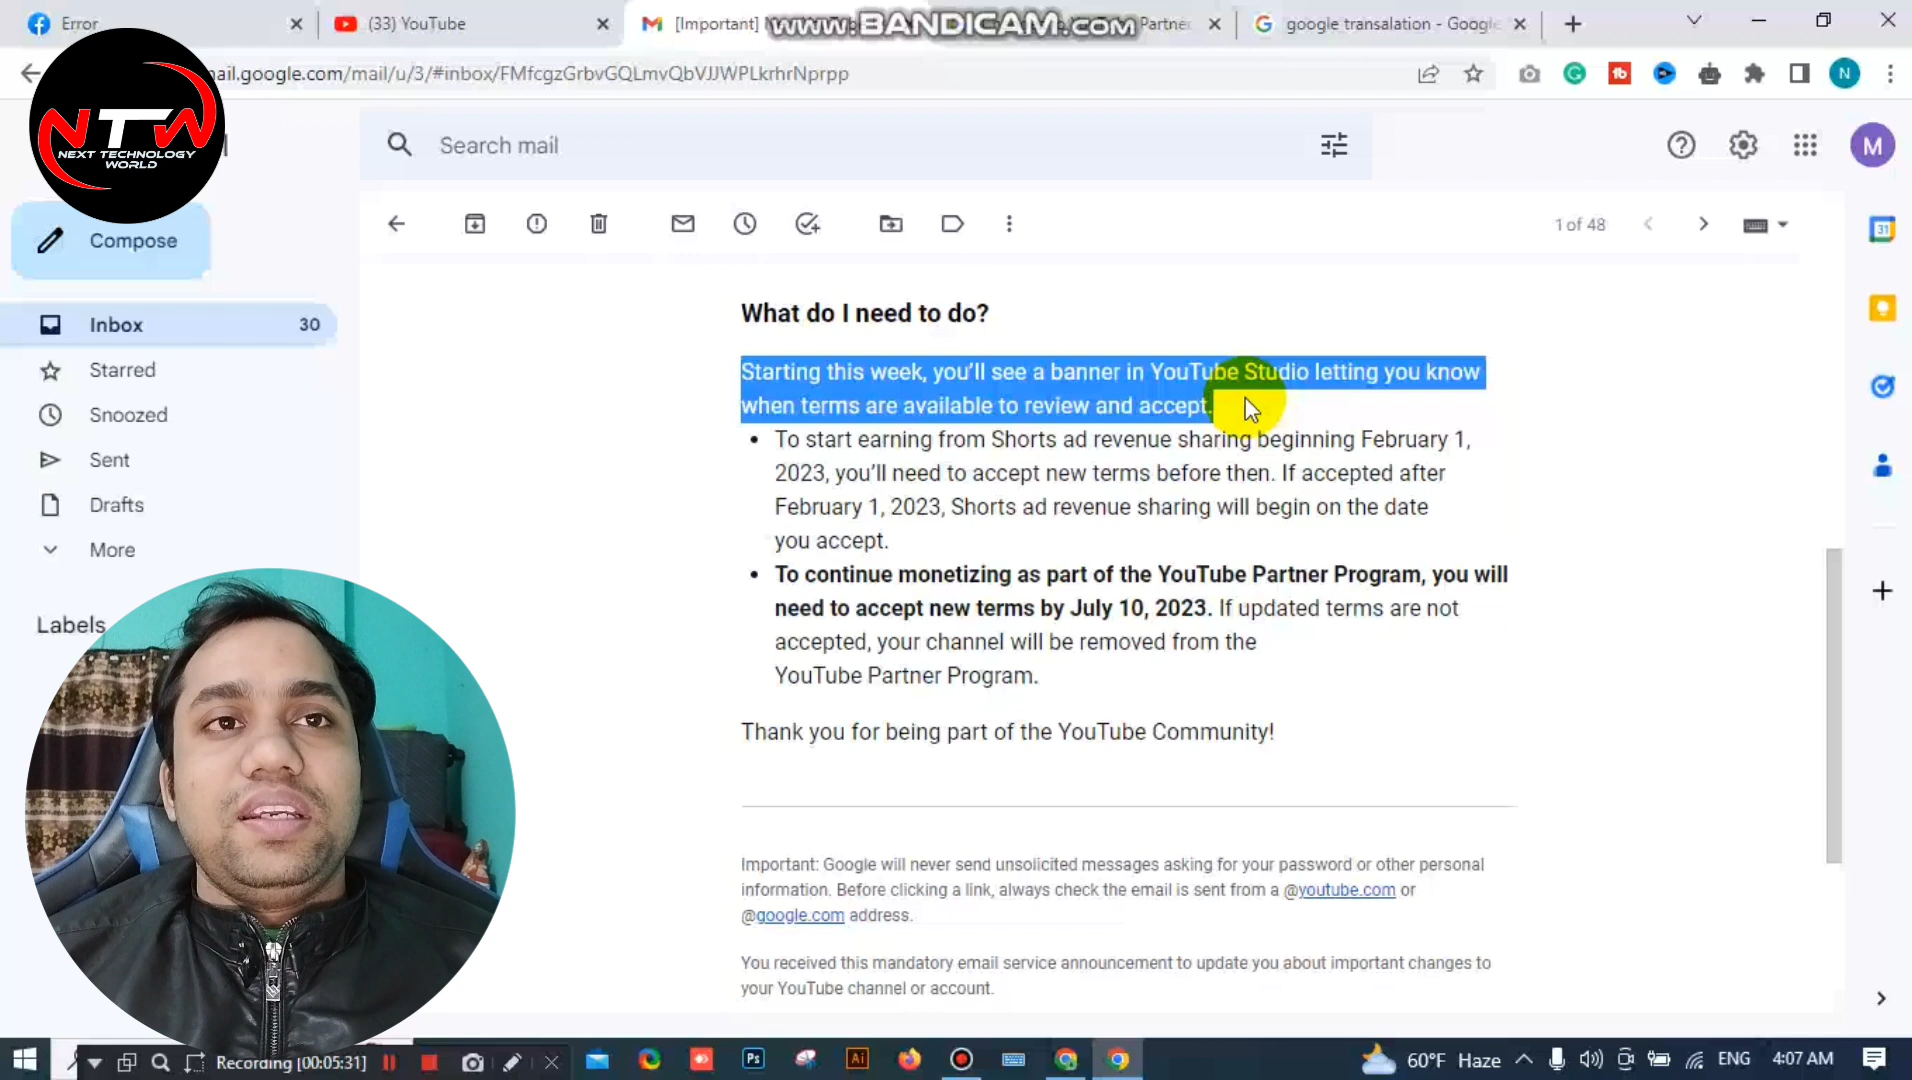 Error
(33) YouTube
[Important]
Partner
google transalation - Google
www.BANDICAM.com
ail.google.com/mail/u/3/#inbox/FMfcgzGrbvGQLmvQbVJJWPLkrhrNprpp
N
NTW
NEXT TECHNOLOGY
WORLD
Search mail
M
Compose
1 of 48
31
Inbox 30
Starred
Snoozed
Sent
Drafts
More
Labels
What do I need to do?
Starting this week, you'll see a banner in YouTube Studio letting you know
when terms are available to review and accept.
• To start earning from Shorts ad revenue sharing beginning February 1,
2023, you'll need to accept new terms before then. If accepted after
February 1, 2023, Shorts ad revenue sharing will begin on the date
you accept.
• To continue monetizing as part of the YouTube Partner Program, you will
need to accept new terms by July 10, 2023. If updated terms are not
accepted, your channel will be removed from the
YouTube Partner Program.
Thank you for being part of the YouTube Community!
Important: Google will never send unsolicited messages asking for your password or other personal
information. Before clicking a link, always check the email is sent from a @youtube.com or
@google.com address.
You received this mandatory email service announcement to update you about important changes to
your YouTube channel or account.
Recording [00:05:31]
Ps
Ai
60°F Haze
ENG
4:07 AM